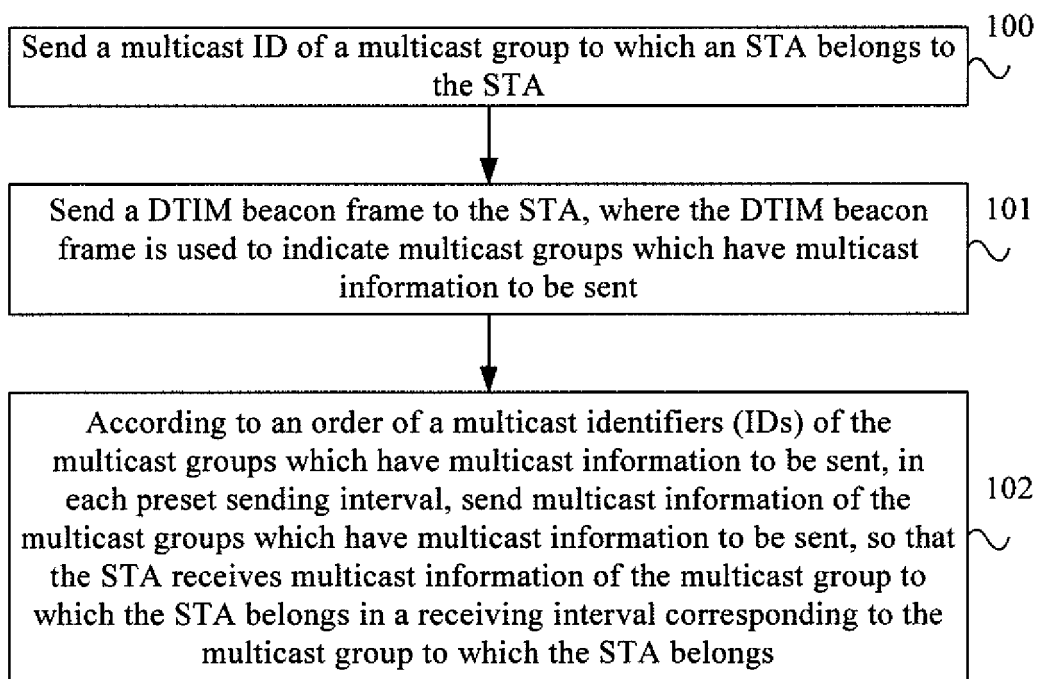 100
Send a multicast ID of a multicast group to which an STA belongs to
the STA
Send a DTIM beacon frame to the STA, where the DTIM beacon
frame is used to indicate multicast groups which have multicast
information to be sent
101
According to an order of a multicast identifiers (IDs) of the
multicast groups which have multicast information to be sent, in
each preset sending interval, send multicast information of the
multicast groups which have multicast information to be sent, so that
the STA receives multicast information of the multicast group to
which the STA belongs in a receiving interval corresponding to the
multicast group to which the STA belongs
102